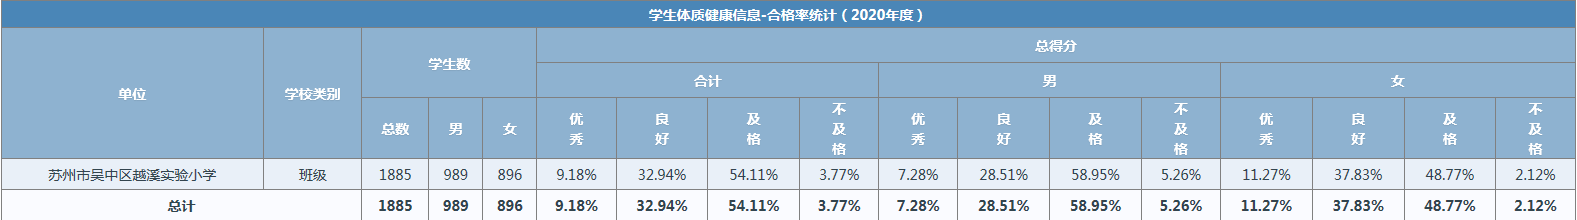 学生体质健康信息-合格率统计（2020年度）
单位 学校类别 学生数 总得分
合计 男 女
总数 男 女 优秀 良好 及格 不及格 优秀 良好 及格 不及格 优秀 良好 及格 不及格
苏州市吴中区越溪实验小学 班级 1885 989 896 9.18% 32.94% 54.11% 3.77% 7.28% 28.51% 58.95% 5.26% 11.27% 37.83% 48.77% 2.12%
总计 1885 989 896 9.18% 32.94% 54.11% 3.77% 7.28% 28.51% 58.95% 5.26% 11.27% 37.83% 48.77% 2.12%